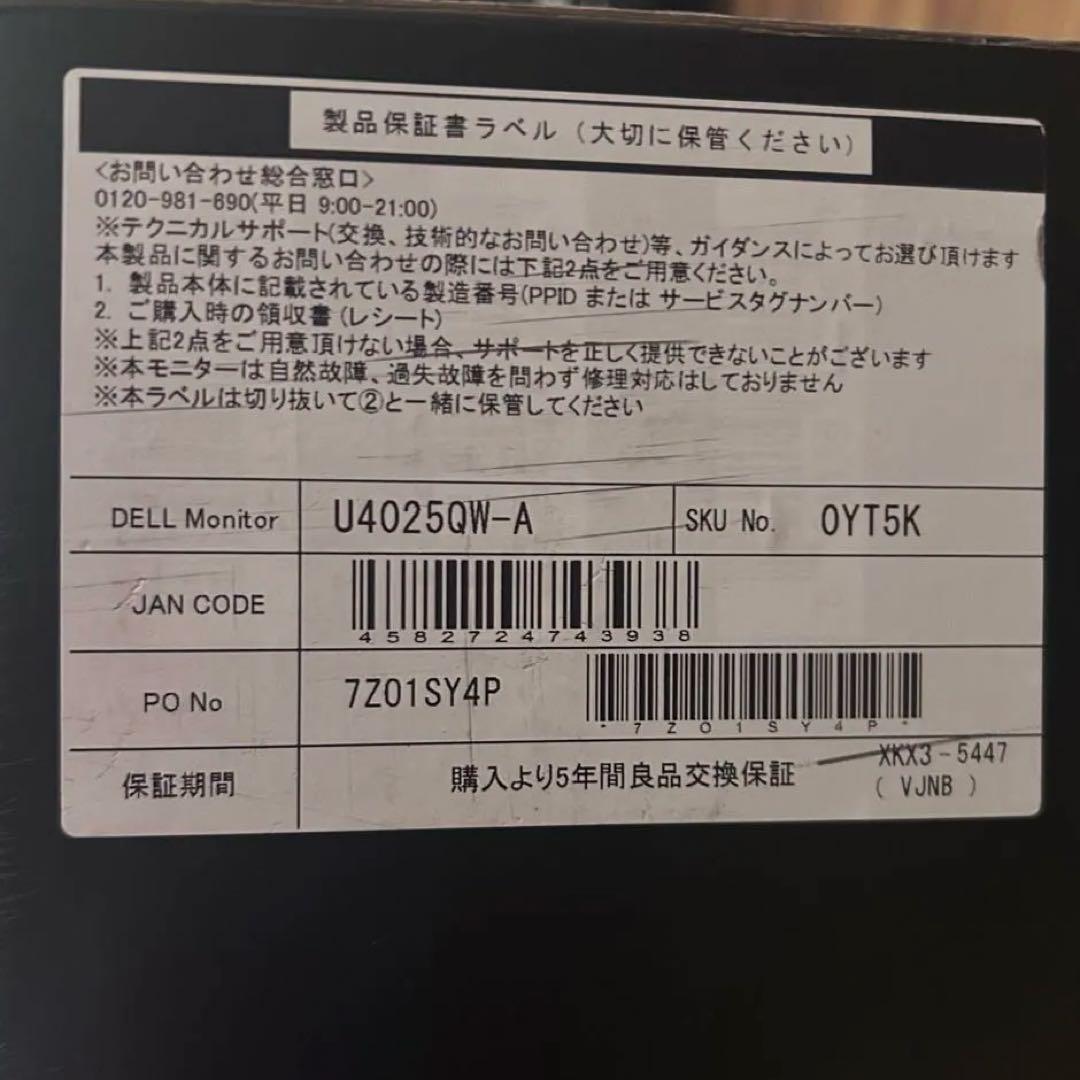 製品保証書ラベル (大切に保管ください)
<お問い合わせ総合窓口>
0120-981-690(平日 9:00-21:00)
※テクニカルサポート(交換、技術的なお問い合わせ)等、ガイダンスによってお選び頂けます
本製品に関するお問い合わせの際には下記2点をご用意ください。
1. 製品本体に記載されている製造番号(PPID または サービスタグナンバー)
2. ご購入時の領収書 (レシート)
※上記2点をご用意頂けない場合、サポートを正しく提供できないことがございます
※本モニターは自然故障、過失故障を問わず修理対応はしておりません
※本ラベルは切り抜いて②と一緒に保管してください
DELL Monitor U4025QW-A SKU No. 0YT5K
JAN CODE
4582724743938
PO No 7Z01SY4P
*7Z01SY4P*
保証期間 購入より5年間良品交換保証 XKX3-5447
( VJNB )